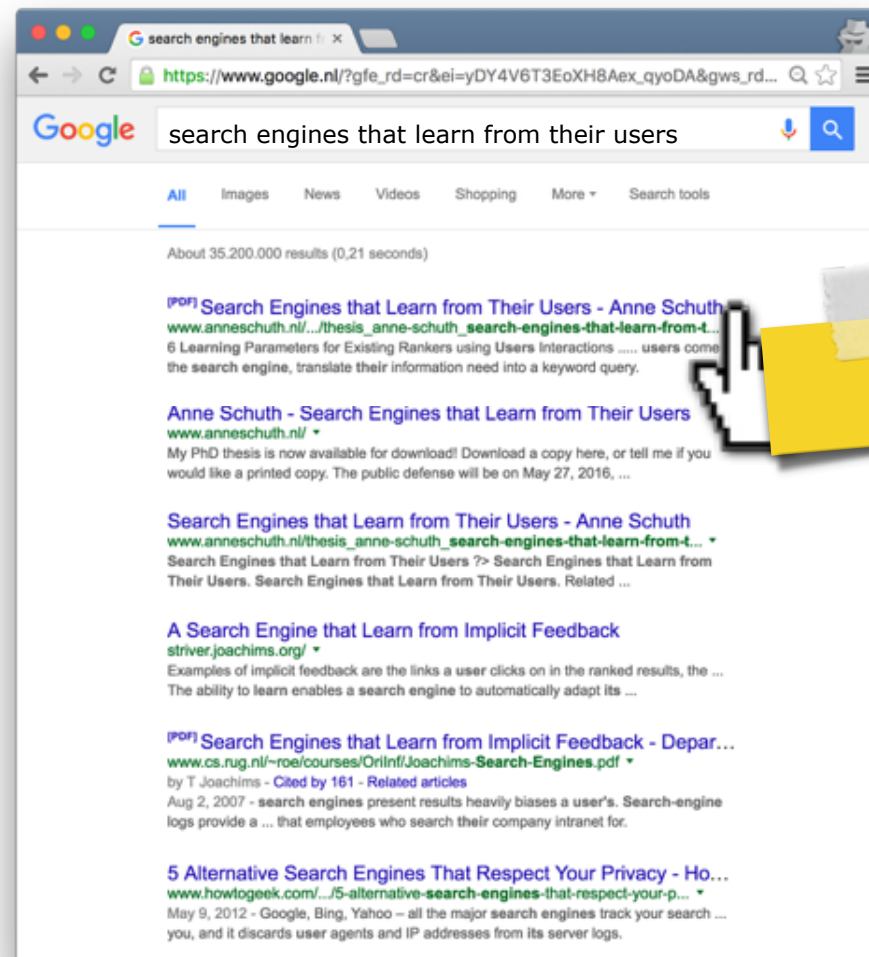 search engines that learn fr
https://www.google.nl/?gfe_rd=cr&ei=yDY4V6T3EoXH8Aex_qyoDA&gws_rd...
Google search engines that learn from their users
All Images News Videos Shopping More Search tools
About 35.200.000 results (0,21 seconds)
[PDF] Search Engines that Learn from Their Users - Anne Schuth
www.anneschuth.nl/.../thesis_anne-schuth_search-engines-that-learn-from-t...
6 Learning Parameters for Existing Rankers using Users Interactions ..... users come
the search engine, translate their information need into a keyword query.
Anne Schuth - Search Engines that Learn from Their Users
www.anneschuth.nl/
My PhD thesis is now available for download! Download a copy here, or tell me if you
would like a printed copy. The public defense will be on May 27, 2016, ...
Search Engines that Learn from Their Users - Anne Schuth
www.anneschuth.nl/thesis_anne-schuth_search-engines-that-learn-from-t...
Search Engines that Learn from Their Users ?> Search Engines that Learn from
Their Users. Search Engines that Learn from Their Users. Related ...
A Search Engine that Learn from Implicit Feedback
striver.joachims.org/
Examples of implicit feedback are the links a user clicks on in the ranked results, the ...
The ability to learn enables a search engine to automatically adapt its ...
[PDF] Search Engines that Learn from Implicit Feedback - Depar...
www.cs.rug.nl/~roe/courses/OriInf/Joachims-Search-Engines.pdf
by T Joachims - Cited by 161 - Related articles
Aug 2, 2007 - search engines present results heavily biases a user's. Search-engine
logs provide a ... that employees who search their company intranet for.
5 Alternative Search Engines That Respect Your Privacy - Ho...
www.howtogeek.com/.../5-alternative-search-engines-that-respect-your-p...
May 9, 2012 - Google, Bing, Yahoo – all the major search engines track your search ...
you, and it discards user agents and IP addresses from its server logs.